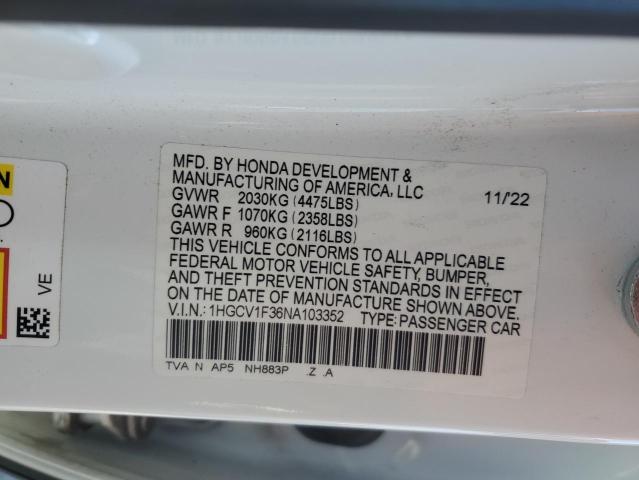 MFD. BY HONDA DEVELOPMENT &
MANUFACTURING OF AMERICA, LLC 11/'22
GVWR 2030KG (4475LBS)
GAWR F 1070KG (2358LBS)
GAWR R 960KG (2116LBS)
THIS VEHICLE CONFORMS TO ALL APPLICABLE
FEDERAL MOTOR VEHICLE SAFETY, BUMPER,
AND THEFT PREVENTION STANDARDS IN EFFECT
ON THE DATE OF MANUFACTURE SHOWN ABOVE.
V.I.N.: 1HGCV1F36NA103352 TYPE: PASSENGER CAR
TVA N AP5 NH883P .Z .A
N
VE